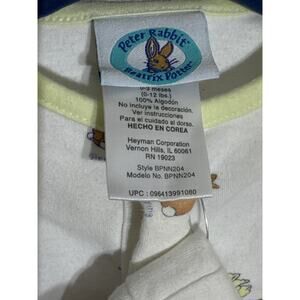 Peter Rabbit
Beatrix Potter
0-3 meses
(0-12 lbs.)
100% Algodón
No incluye la decoración.
Ver instrucciones
Para el cuidado al dorso.
HECHO EN COREA
Heyman Corporation
Vernon Hills, IL 60061
RN 19023
Style BPNN204
Modelo No. BPNN204
UPC : 096413991080